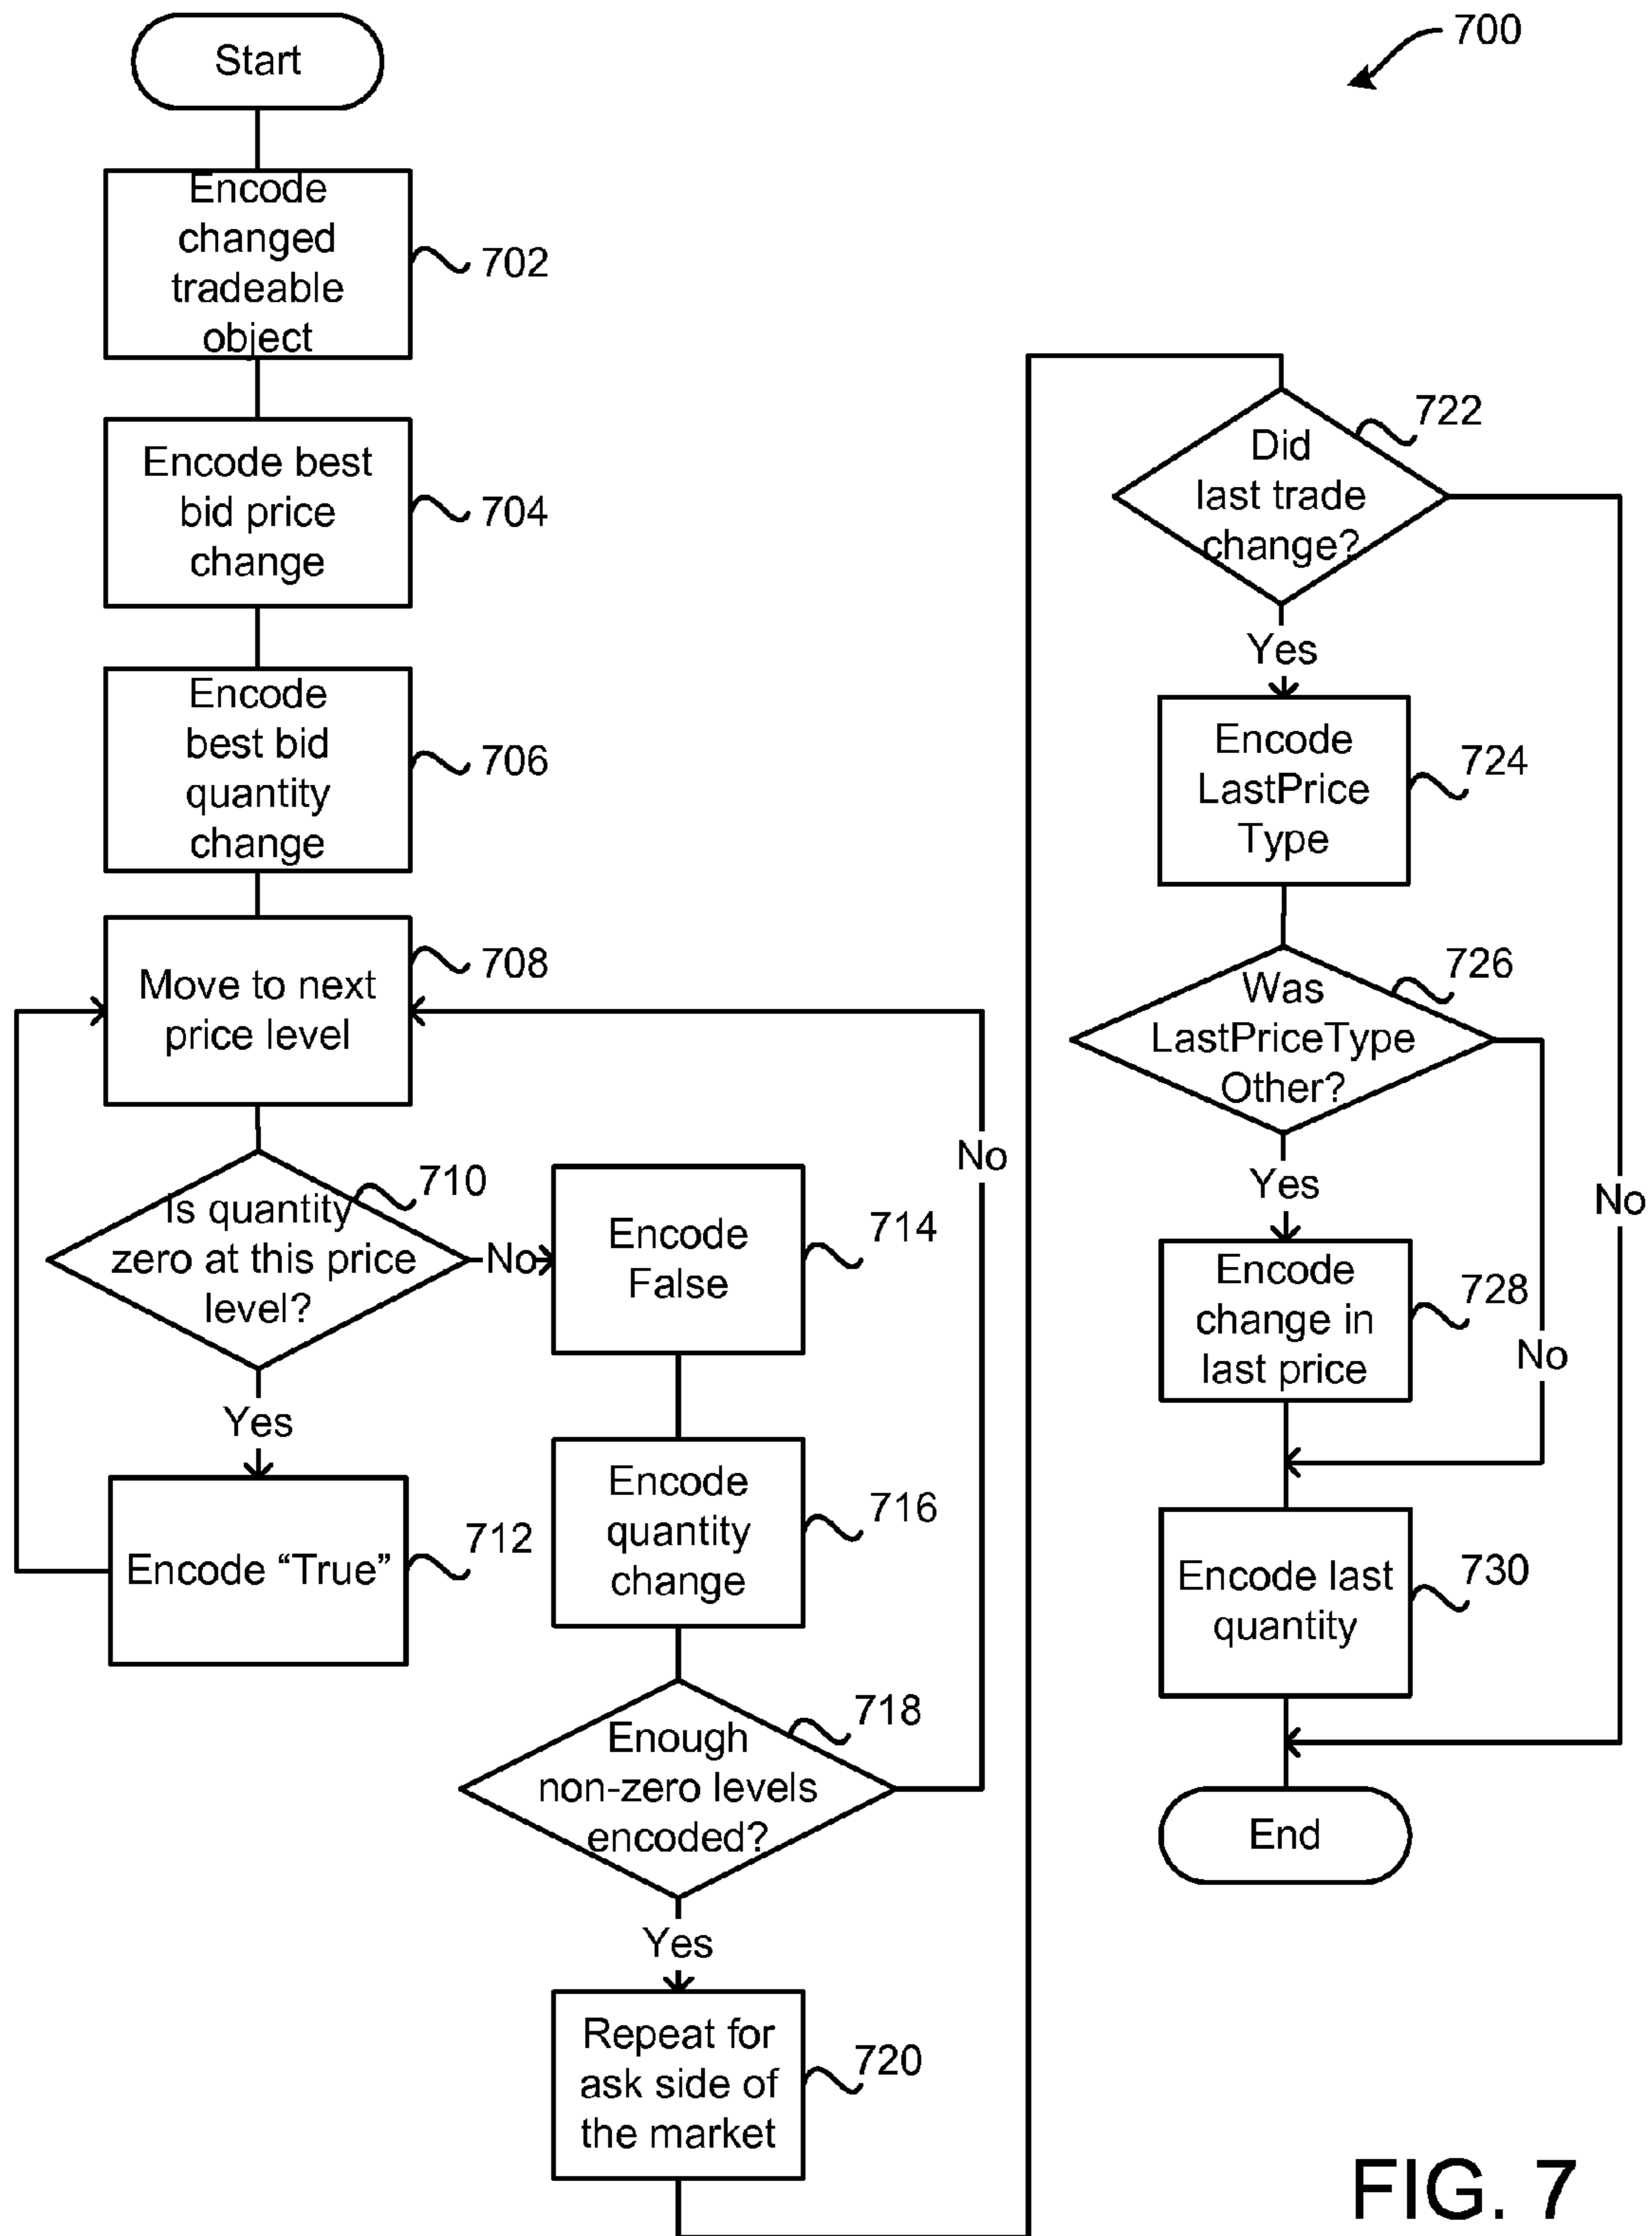 Start
700
Encode
changed
tradeable
object
702
Encode best
bid price
change
704
Encode
best bid
quantity
change
706
Move to next
price level
708
Is quantity
zero at this price
level?
710
No
Yes
Encode “True”
712
Encode
False
714
Encode
quantity
change
716
Enough
non-zero levels
encoded?
718
No
Yes
Repeat for
ask side of
the market
720
Did
last trade
change?
722
Yes
No
Encode
LastPrice
Type
724
Was
LastPriceType
Other?
726
Yes
No
Encode
change in
last price
728
Encode last
quantity
730
End
FIG. 7